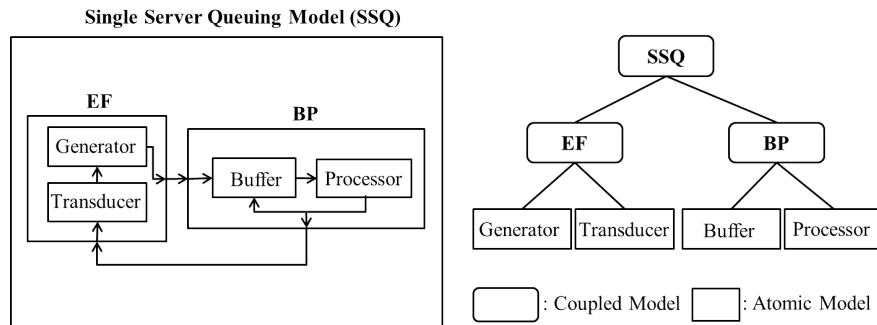 Single Server Queuing Model (SSQ)
EF
Generator
Transducer
BP
Buffer
Processor
SSQ
EF
BP
Generator
Transducer
Buffer
Processor
: Coupled Model
: Atomic Model